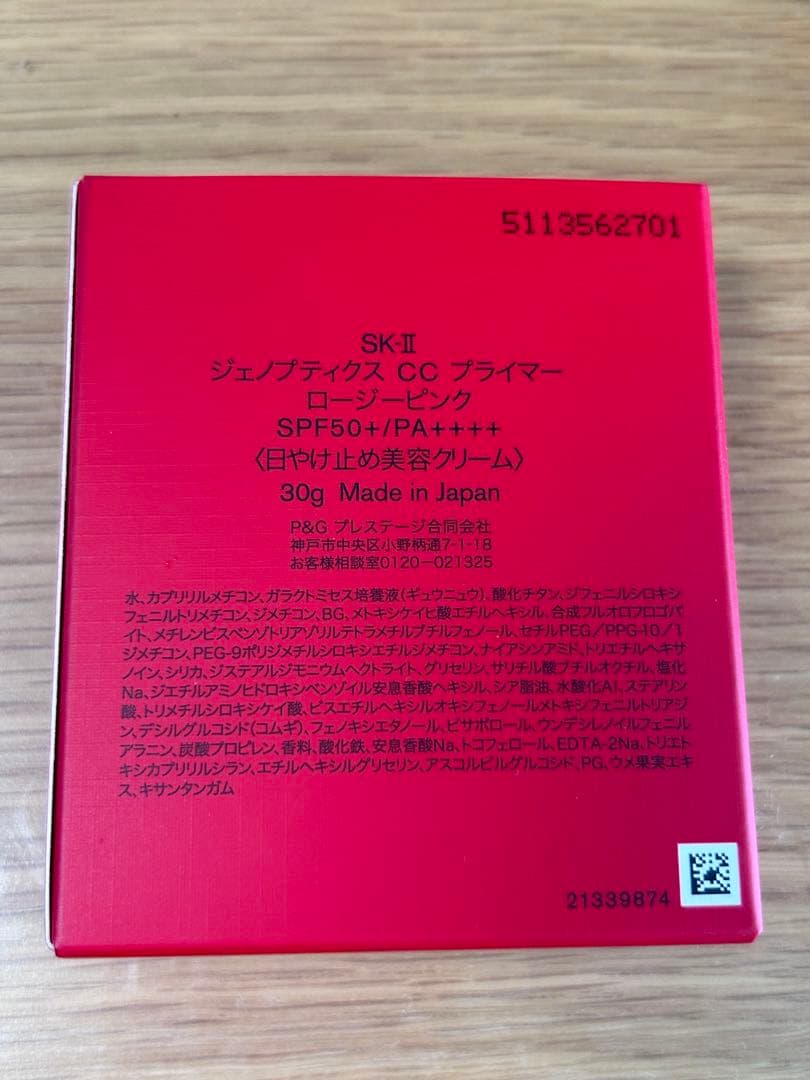 5113562701
SK-II
ジェノプティクス CC プライマー
ロージーピンク
SPF50+/PA++++
〈日やけ止め美容クリーム〉
30g Made in Japan
P&G プレステージ合同会社
神戸市中央区小野柄通7-1-18
お客様相談室0120-021325
水、カプリリルメチコン、ガラクトミセス培養液(ギュウニュウ)、酸化チタン、ジフェニルシロキシ
フェニルトリメチコン、ジメチコン、BG、メトキシケイヒ酸エチルヘキシル、合成フルオロフロゴパ
イト、メチレンビスベンゾトリアゾリルテトラメチルブチルフェノール、セチルPEG/PPG-10/1
ジメチコン、PEG-9ポリジメチルシロキシエチルジメチコン、ナイアシンアミド、トリエチルヘキサ
ノイン、シリカ、ジステアルジモニウムヘクトライト、グリセリン、サリチル酸ブチルオクチル、塩化
Na、ジエチルアミノヒドロキシベンゾイル安息香酸ヘキシル、シア脂油、水酸化Al、ステアリン
酸、トリメチルシロキシケイ酸、ビスエチルヘキシルオキシフェノールメトキシフェニルトリアジ
ン、デシルグルコシド(コムギ)、フェノキシエタノール、ビサボロール、ウンデシレノイルフェニル
アラニン、炭酸プロピレン、香料、酸化鉄、安息香酸Na、トコフェロール、EDTA-2Na、トリエト
キシカプリリルシラン、エチルヘキシルグリセリン、アスコルビルグルコシド、PG、ウメ果実エキ
ス、キサンタンガム
21339874